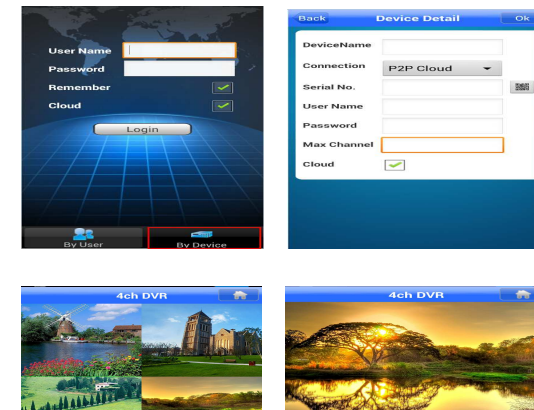 User Name
Password
Remember
Cloud
Login
By User
By Device
Back Device Detail Ok
DeviceName
Connection P2P Cloud
Serial No.
User Name
Password
Max Channel
Cloud
4ch DVR
4ch DVR